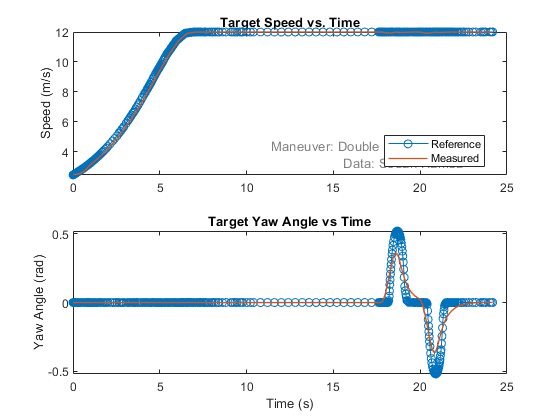 Target Speed vs. Time
12
10
8
6
4
Speed (m/s)
Maneuver: Double
Data:
Reference
Measured
0 5 10 15 20 25
Target Yaw Angle vs Time
0.5
0
-0.5
Yaw Angle (rad)
0 5 10 15 20 25
Time (s)